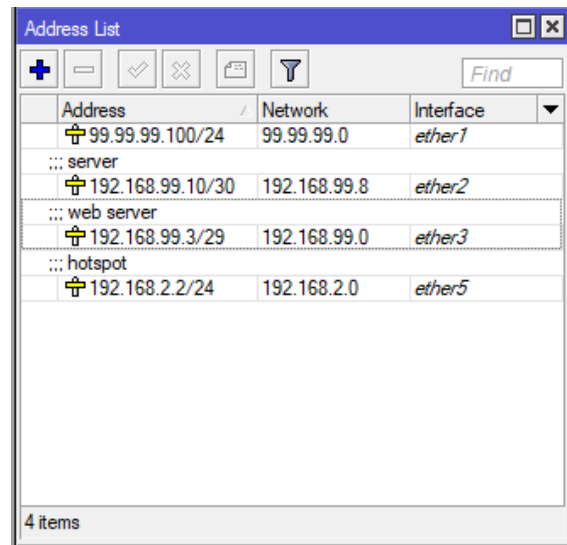 Address List
Find
Address Network Interface
99.99.99.100/24 99.99.99.0 ether1
;;; server
192.168.99.10/30 192.168.99.8 ether2
;;; web server
192.168.99.3/29 192.168.99.0 ether3
;;; hotspot
192.168.2.2/24 192.168.2.0 ether5
4 items